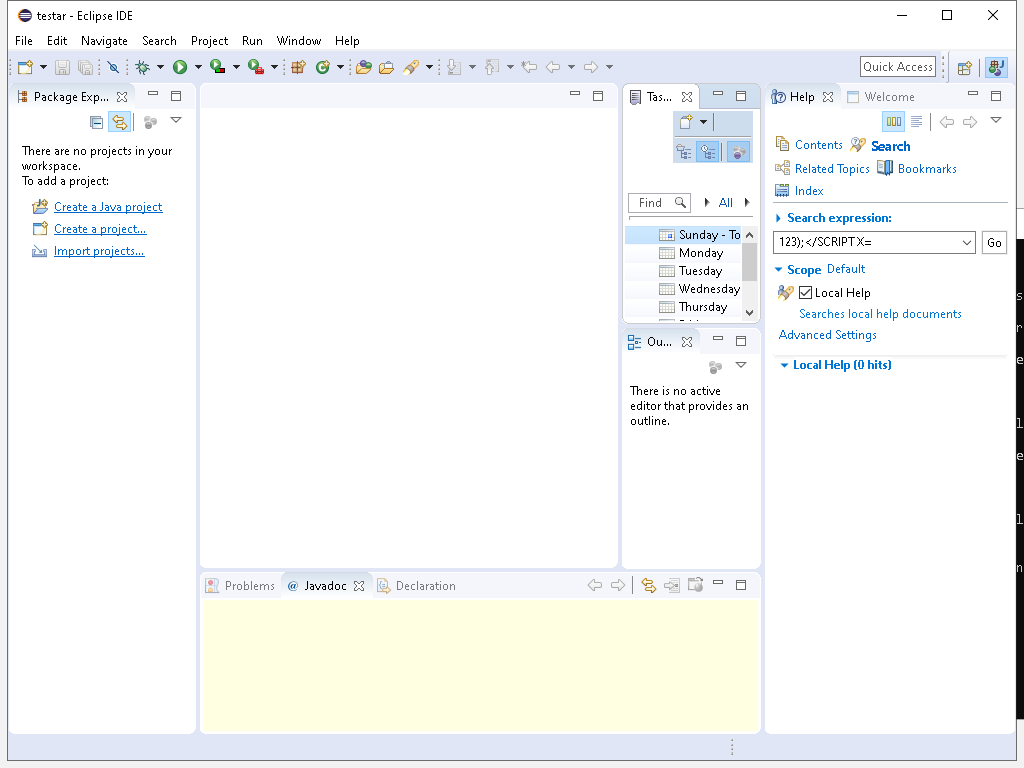 testar - Eclipse IDE
File Edit Navigate Search Project Run Window Help
Quick Access
Package Exp...
There are no projects in your
workspace.
To add a project:
Create a Java project
Create a project...
Import projects...
Tas...
Find
All
Sunday - To
Monday
Tuesday
Wednesday
Thursday
Ou...
There is no active
editor that provides an
outline.
Help
Welcome
Contents
Search
Related Topics
Bookmarks
Index
Search expression:
123);</SCRIPTX=
Go
Scope Default
Local Help
Searches local help documents
Advanced Settings
Local Help (0 hits)
Problems
@ Javadoc
Declaration